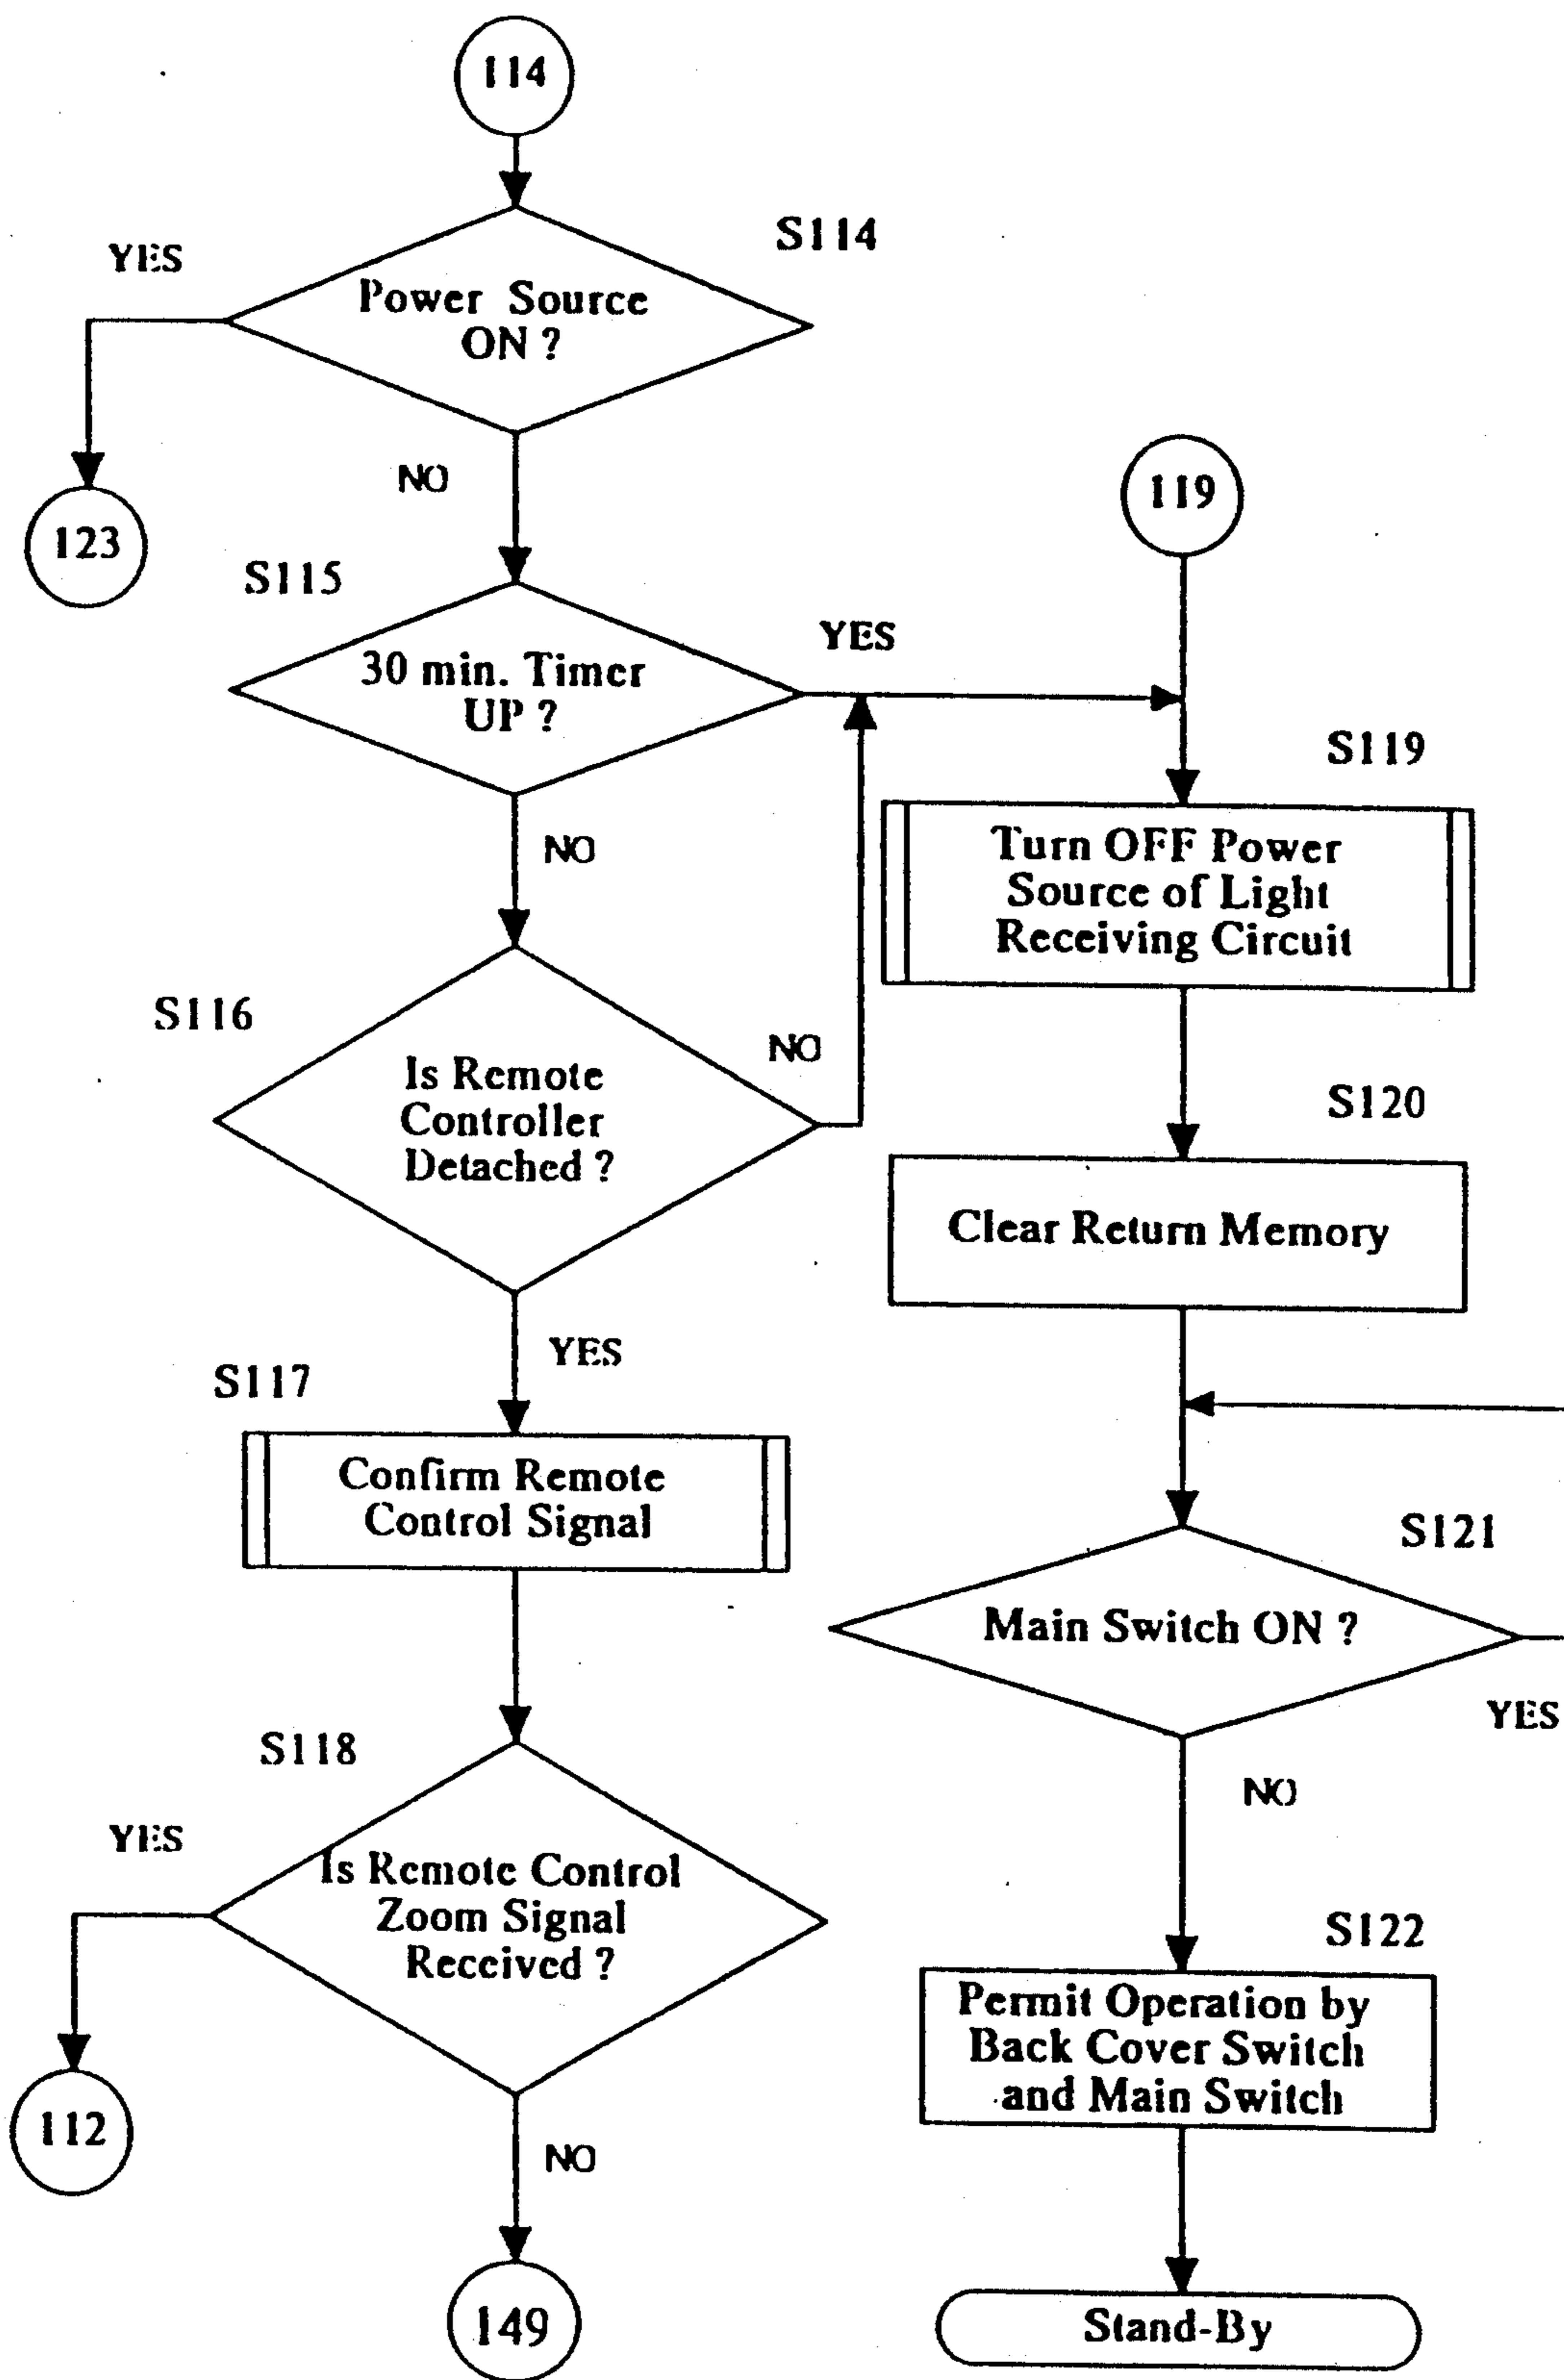 114
S114
YES
Power Source
ON ?
NO
123
119
S115
30 min. Timer
UP ?
YES
NO
S119
Turn OFF Power
Source of Light
Receiving Circuit
S116
Is Remote
Controller
Detached ?
NO
YES
S120
Clear Return Memory
S117
Confirm Remote
Control Signal
S121
Main Switch ON ?
YES
NO
S118
YES
Is Remote Control
Zoom Signal
Received ?
NO
112
149
S122
Permit Operation by
Back Cover Switch
and Main Switch
Stand-By